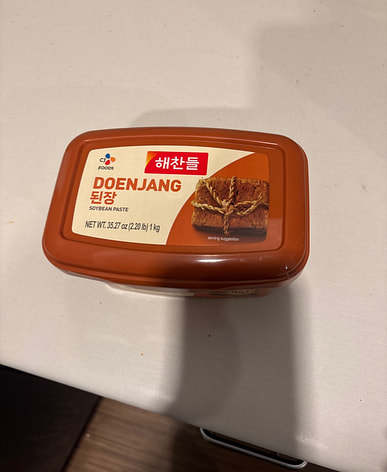 CJ
FOODS
해찬들
DOENJANG
된장
SOYBEAN PASTE
NET WT. 35.27 oz (2.20 lb) 1 kg
serving suggestion